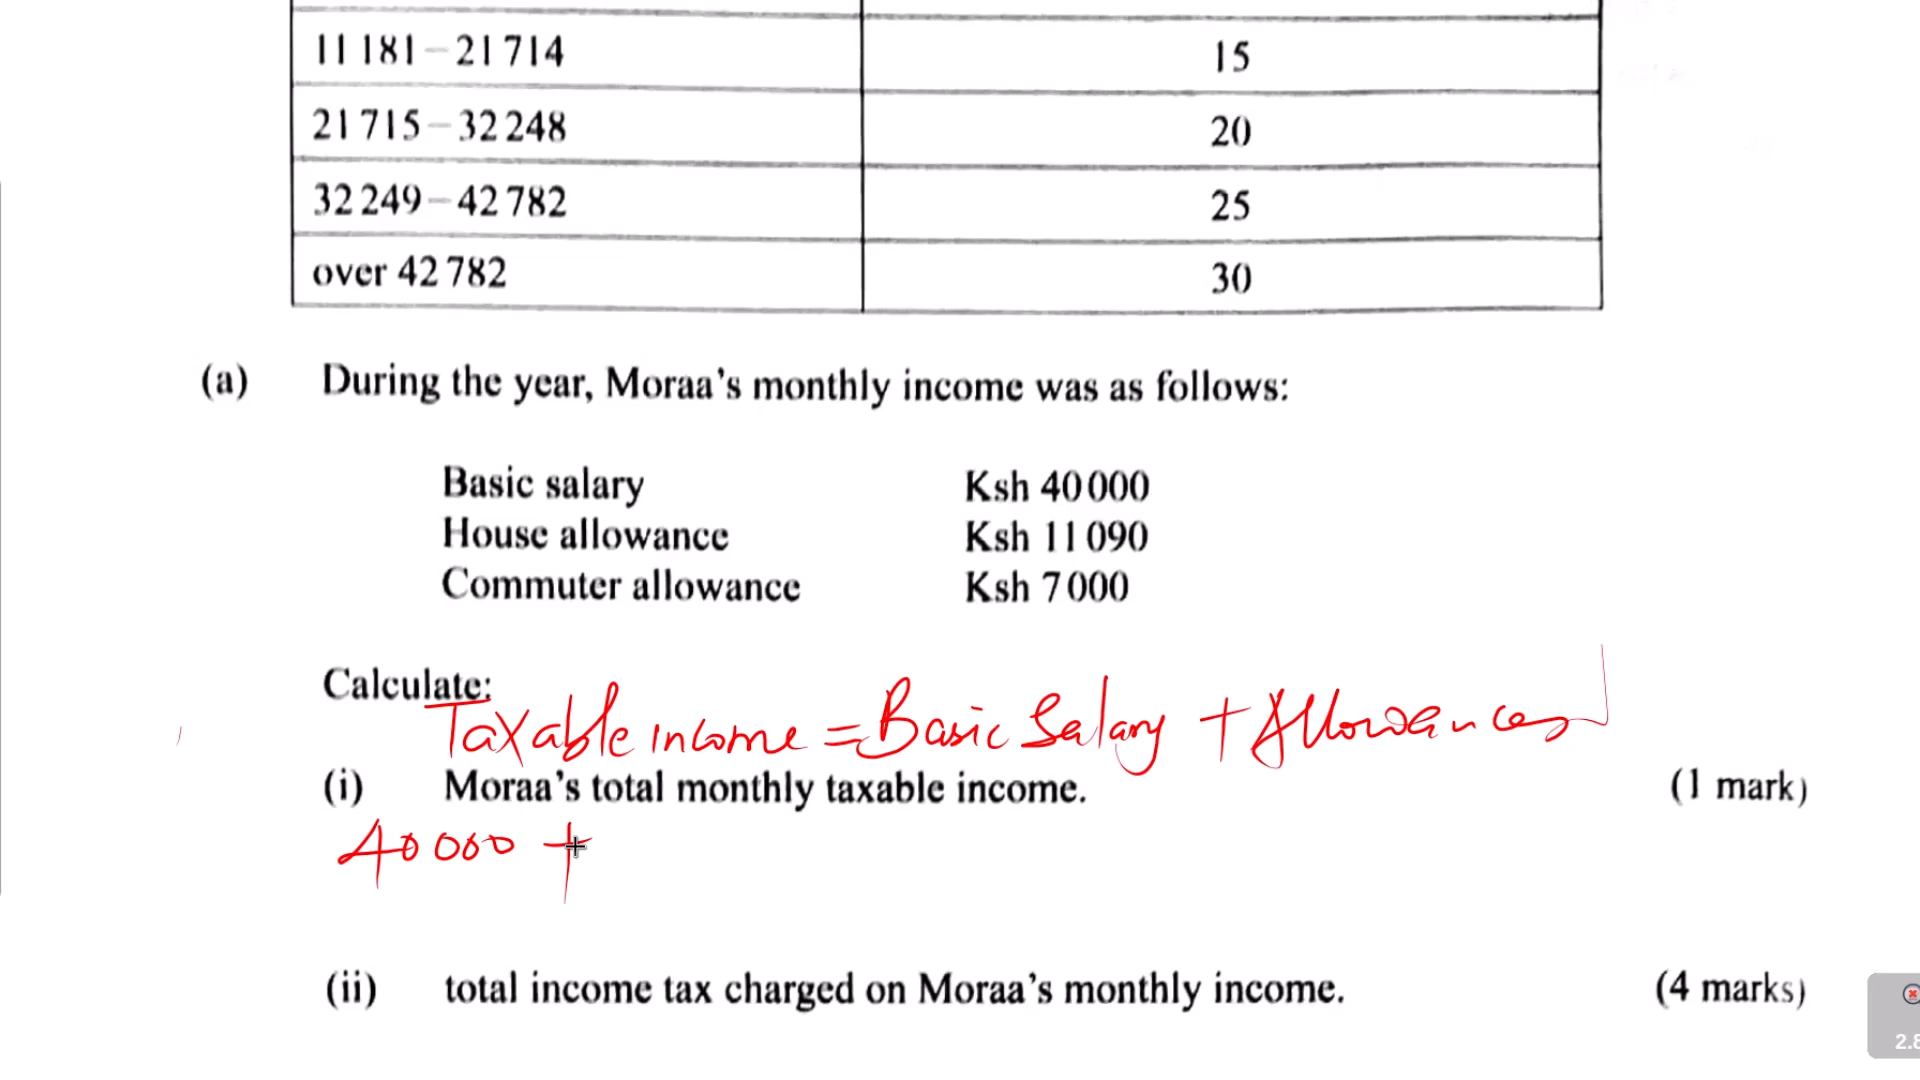 11 181 – 21 714 15
21 715 – 32 248 20
32 249 – 42 782 25
over 42 782 30
(a) During the year, Moraa's monthly income was as follows:
Basic salary Ksh 40 000
House allowance Ksh 11 090
Commuter allowance Ksh 7 000
Calculate:
Taxable income = Basic Salary + Allowances
(i) Moraa's total monthly taxable income. (1 mark)
40 000 +
(ii) total income tax charged on Moraa's monthly income. (4 marks)
2.8